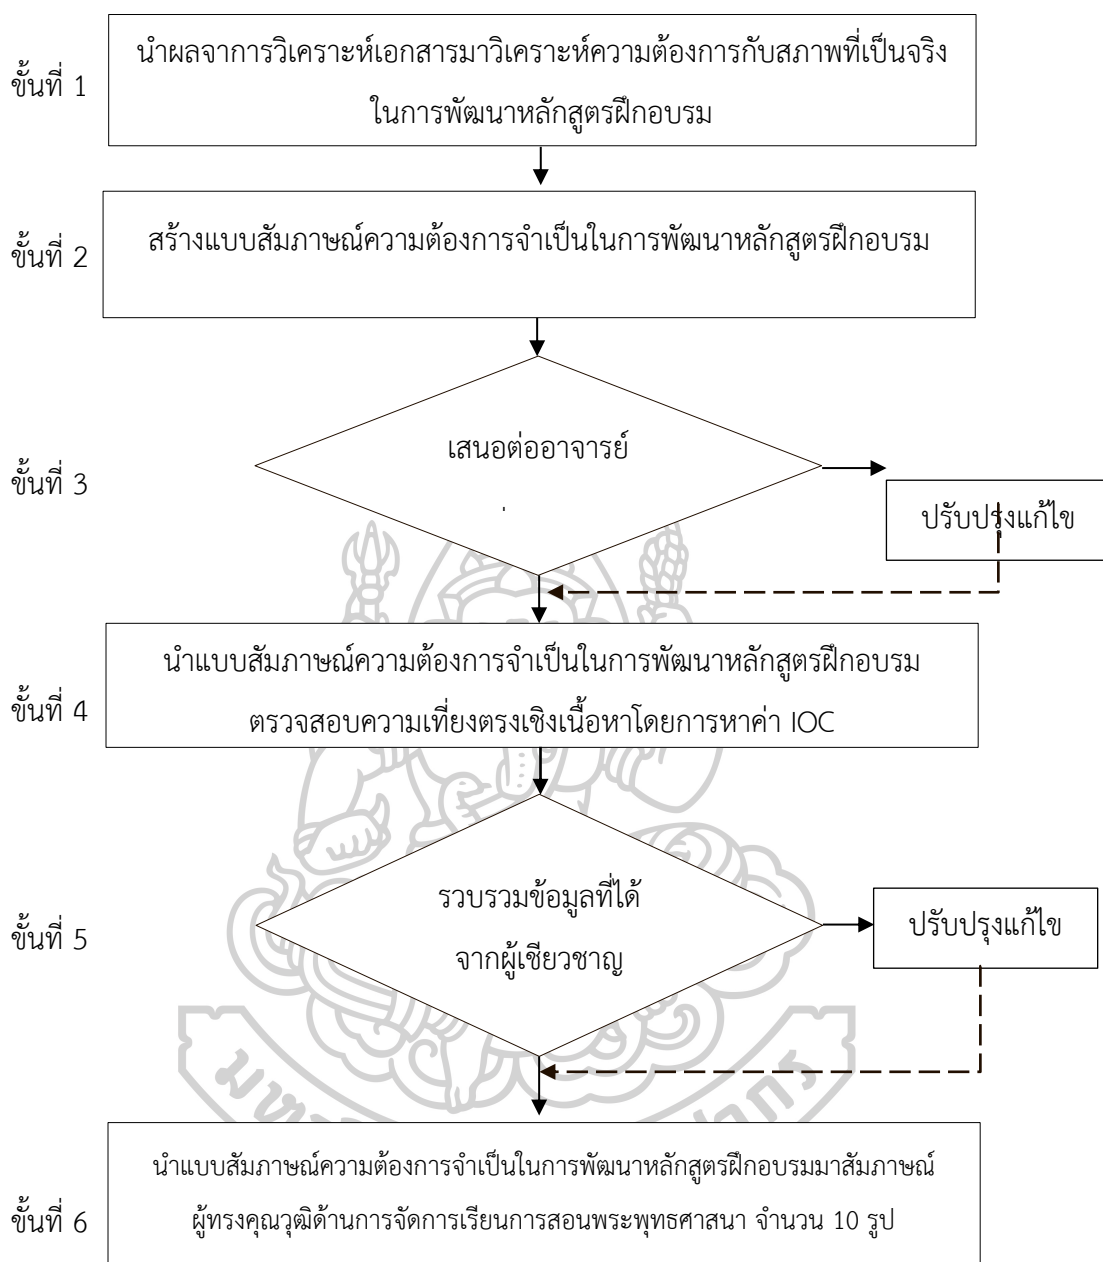 นำผลจาการวิเคราะห์เอกสารมาวิเคราะห์ความต้องการกับสภาพที่เป็นจริง
ขั้นที่ 1
ในการพัฒนาหลักสูตรฝึกอบรม
สร้างแบบสัมภาษณ์ความต้องการจำเป็นในการพัฒนาหลักสูตรฝึกอบรม
ขั้นที่ 2
เสนอต่ออาจารย์
ขั้นที่ 3
ปรับปรุงแก้ไข
นำแบบสัมภาษณ์ความต้องการจำเป็นในการพัฒนาหลักสูตรฝึกอบรม
ขั้นที่ 4
ตรวจสอบความเที่ยงตรงเชิงเนื้อหาโดยการหาค่า IOC
รวบรวมข้อมูลที่ได้
ขั้นที่ 5
จากผู้เชียวชาญ
ปรับปรุงแก้ไข
นำแบบสัมภาษณ์ความต้องการจำเป็นในการพัฒนาหลักสูตรฝึกอบรมมาสัมภาษณ์
ขั้นที่ 6
ผู้ทรงคุณวุฒิด้านการจัดการเรียนการสอนพระพุทธศาสนา จำนวน 10 รูป